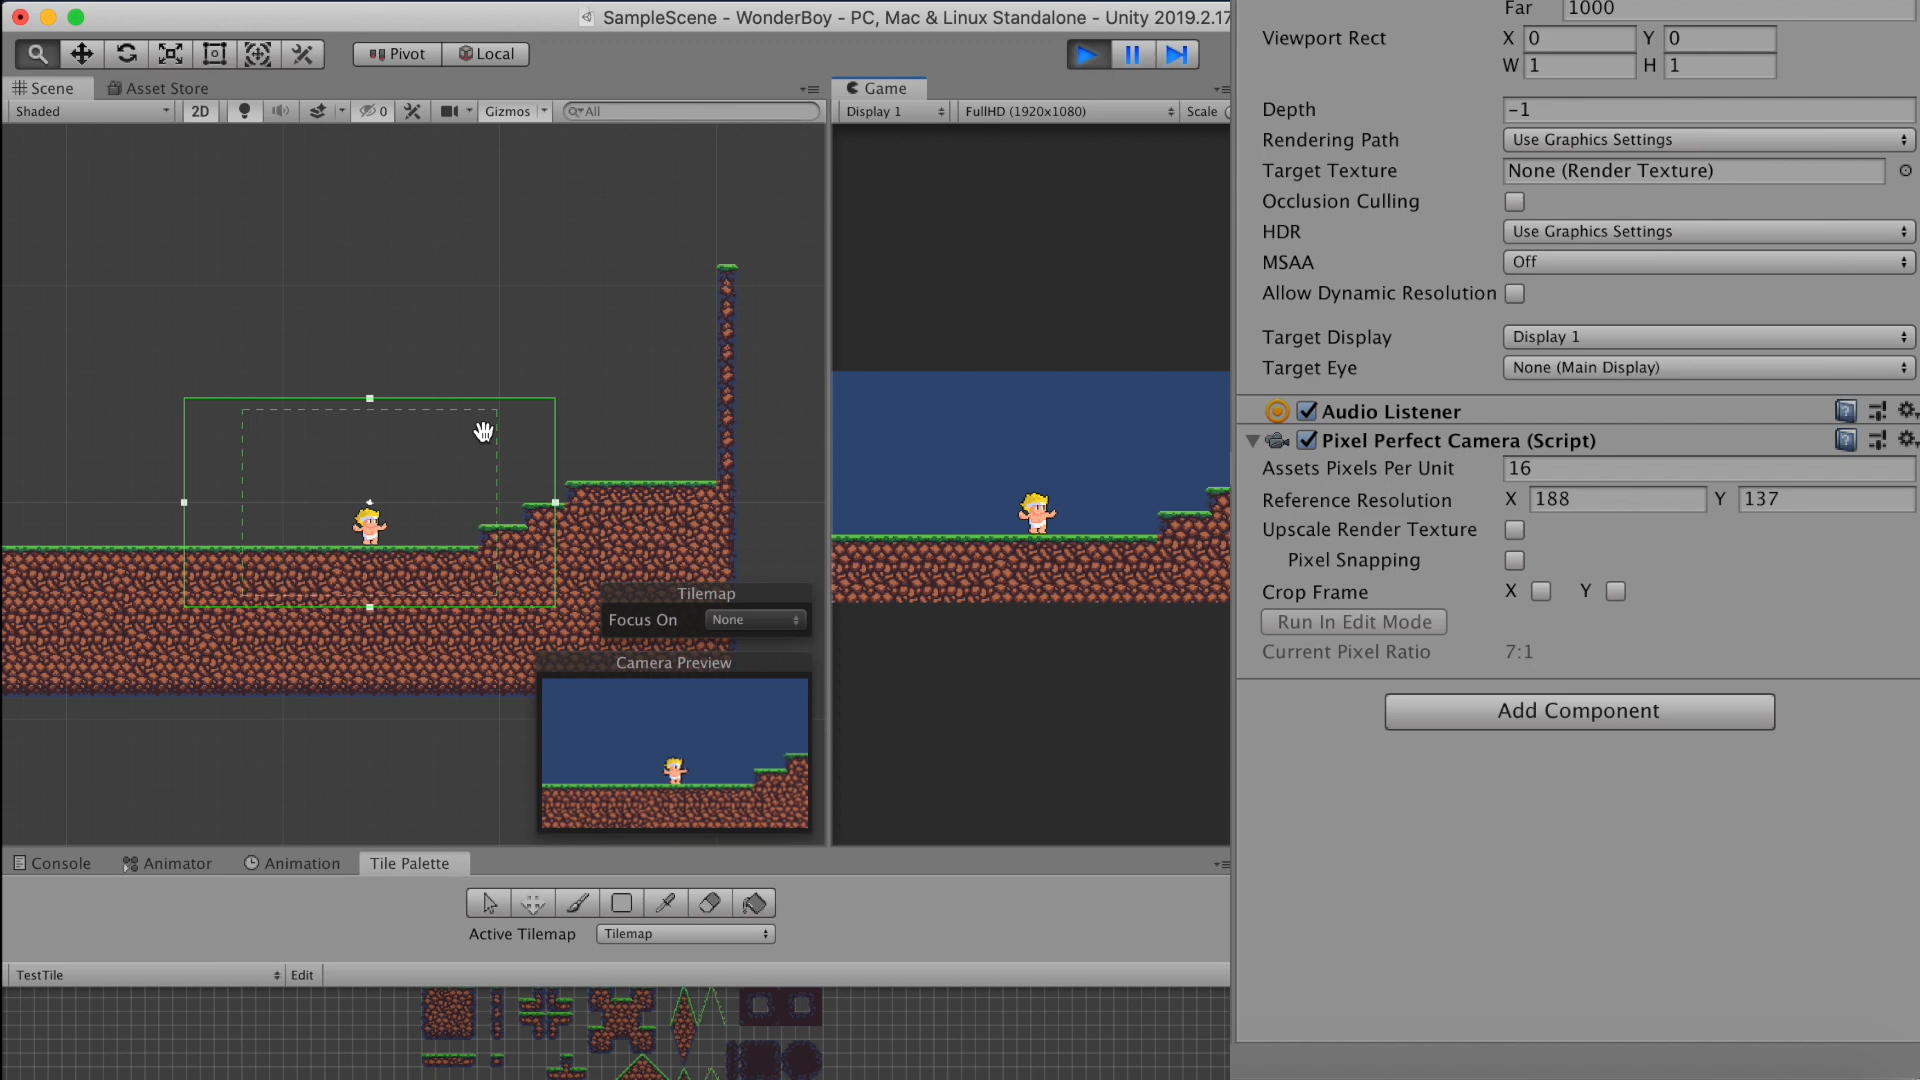 SampleScene - WonderBoy - PC, Mac & Linux Standalone - Unity 2019.2.17
Pivot
Local
Scene
Asset Store
Shaded
2D
0
Gizmos
All
Game
Display 1
FullHD (1920x1080)
Scale
Tilemap
Focus On
None
Camera Preview
Console
Animator
Animation
Tile Palette
Active Tilemap
Tilemap
TestTile
Edit
Far
1000
Viewport Rect
X 0 Y 0
W 1 H 1
Depth
-1
Rendering Path
Use Graphics Settings
Target Texture
None (Render Texture)
Occlusion Culling
HDR
Use Graphics Settings
MSAA
Off
Allow Dynamic Resolution
Target Display
Display 1
Target Eye
None (Main Display)
Audio Listener
Pixel Perfect Camera (Script)
Assets Pixels Per Unit
16
Reference Resolution
X 188 Y 137
Upscale Render Texture
Pixel Snapping
Crop Frame
X Y
Run In Edit Mode
Current Pixel Ratio
7:1
Add Component